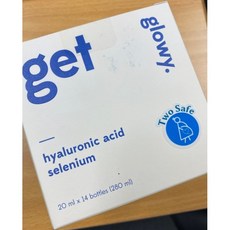 get
glowy.
hyaluronic acid
selenium
Two Safe
20 ml x 14 bottles (280 ml)